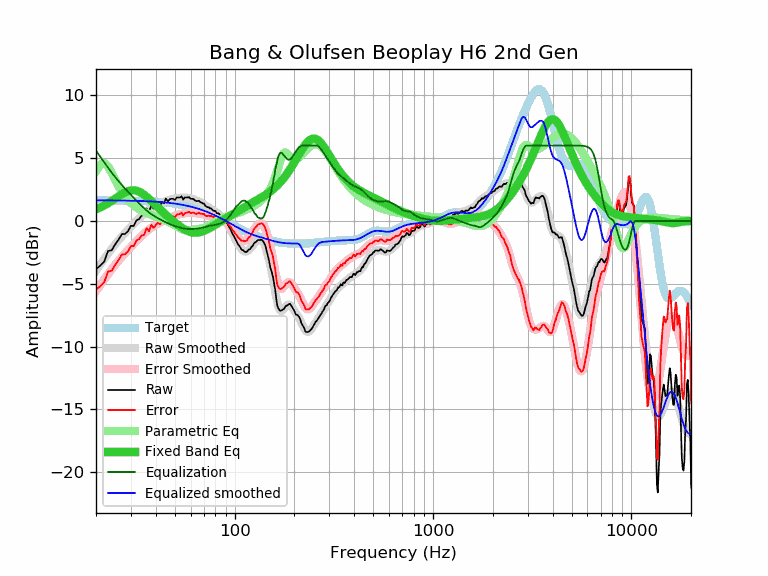 Bang & Olufsen Beoplay H6 2nd Gen
Amplitude (dBr)
10
5
0
−5
−10
−15
−20
Target
Raw Smoothed
Error Smoothed
Raw
Error
Parametric Eq
Fixed Band Eq
Equalization
Equalized smoothed
100
1000
10000
Frequency (Hz)